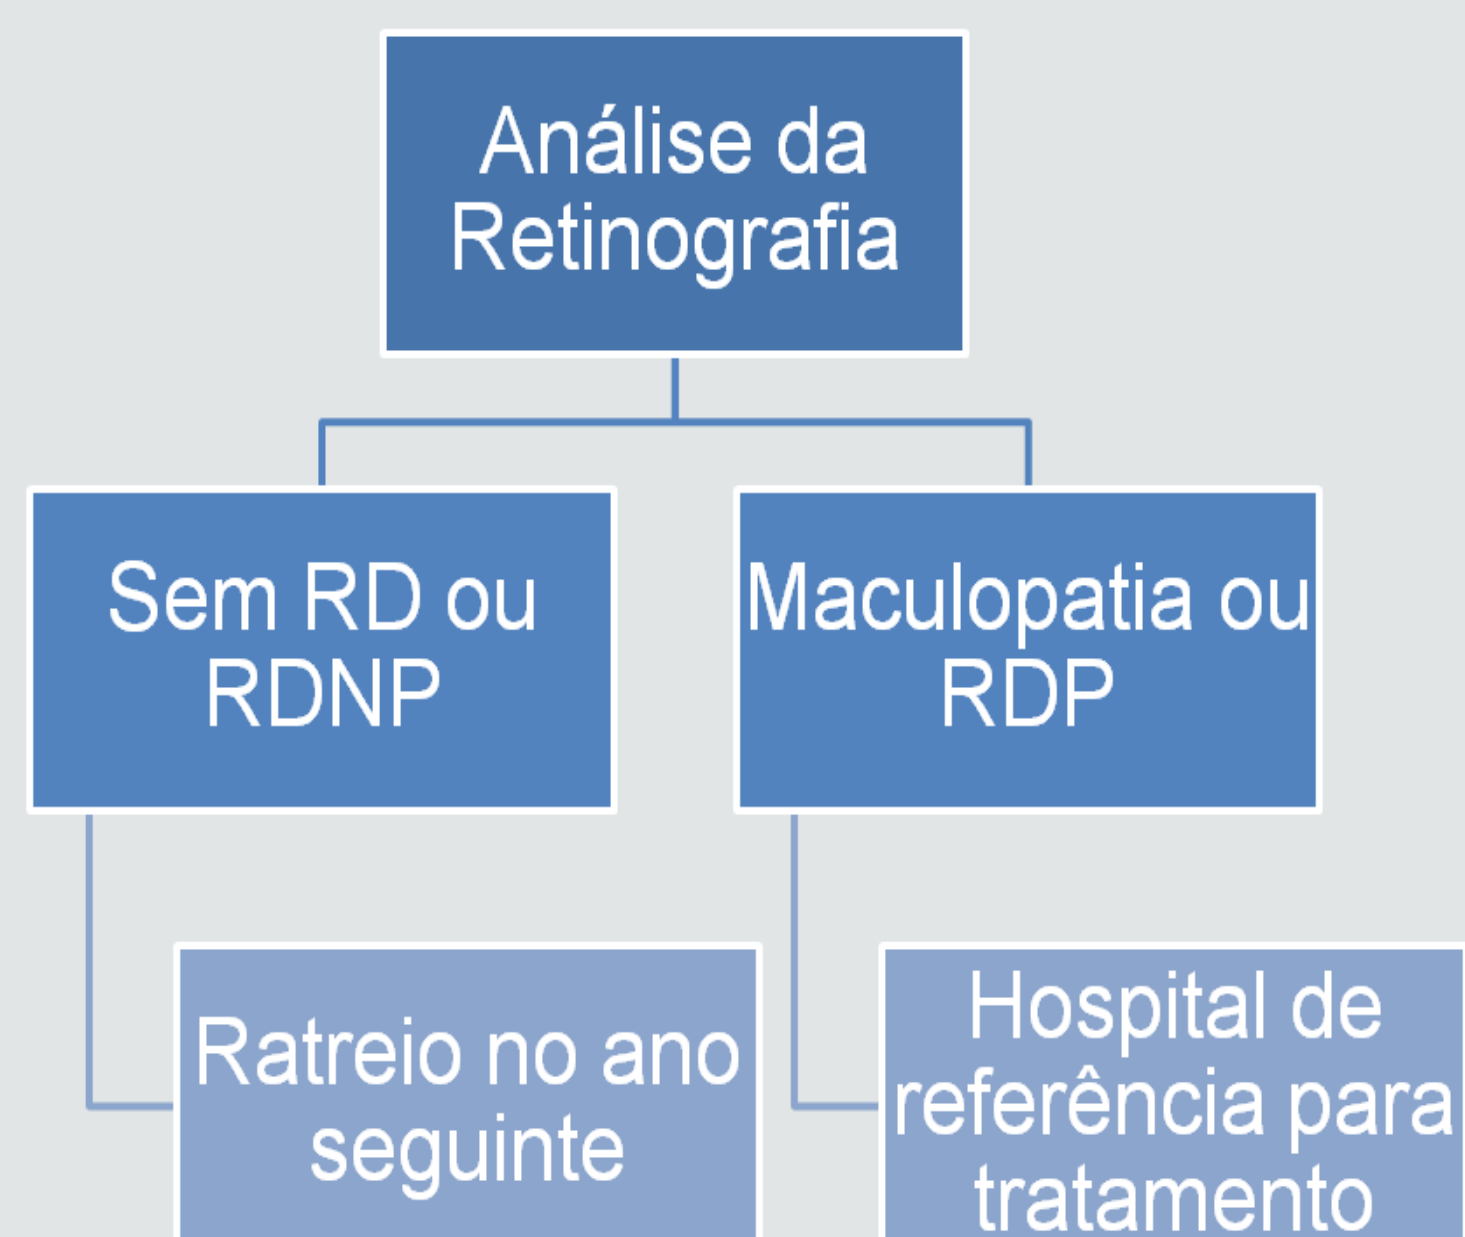 Análise da
Retinografia
Sem RD ou
RDNP
Maculopatia ou
RDP
Ratreio no ano
seguinte
Hospital de
referência para
tratamento